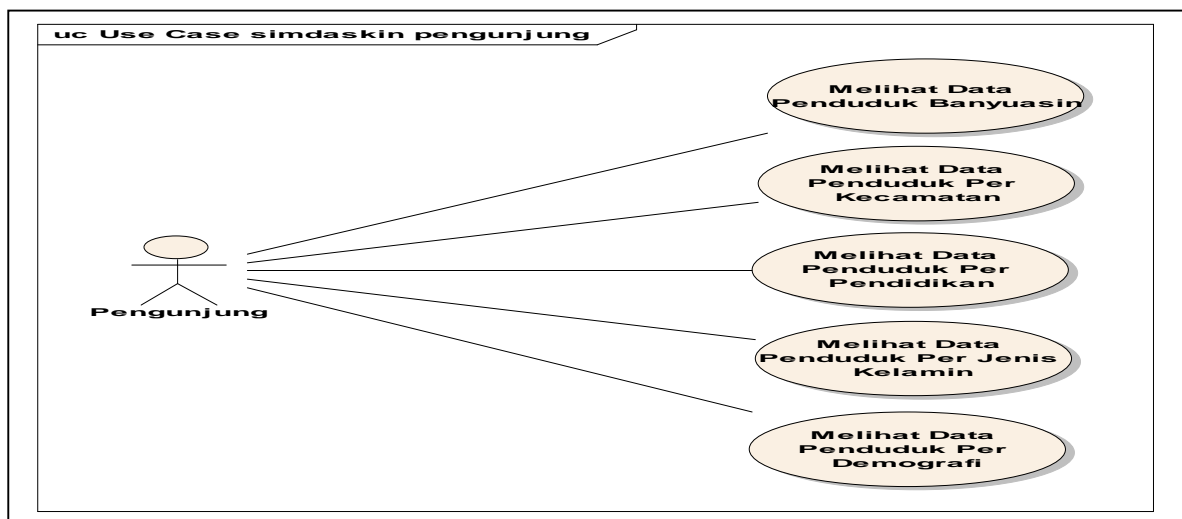 uc Use Case simdaskin pengunjung
Melihat Data
Penduduk Banyuasin
Melihat Data
Penduduk Per
Kecamatan
Melihat Data
Penduduk Per
Pendidikan
Melihat Data
Penduduk Per Jenis
Kelamin
Melihat Data
Penduduk Per
Demografi
Pengunjung